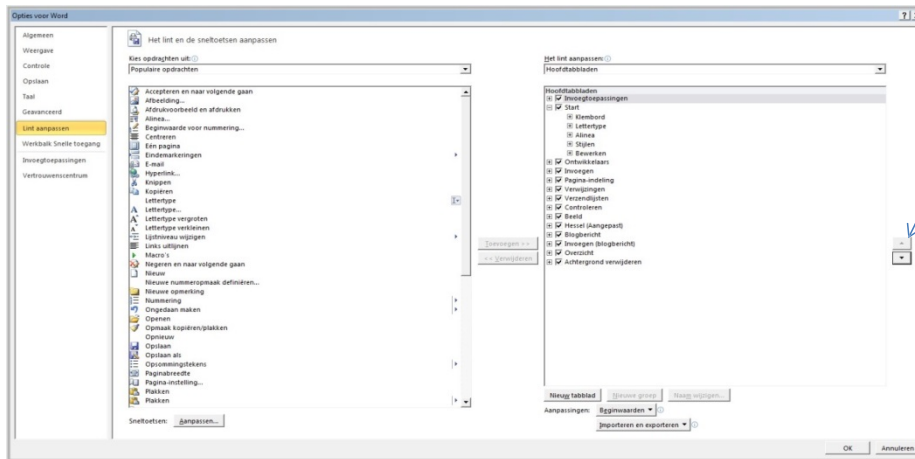 Opties voor Word
Algemeen
Weergave
Controle
Opslaan
Taal
Geavanceerd
Lint aanpassen
Werkbalk Snelle toegang
Invoegtoepassingen
Vertrouwenscentrum
Het lint en de sneltoetsen aanpassen
Kies opdrachten uit:
Populaire opdrachten
Accepteren en naar volgende gaan
Afbeelding...
Afdrukvoorbeeld en afdrukken
Alinea...
Beginwaarde voor nummering...
Centreren
Eén pagina
Eindemarkeringen
E-mail
Hyperlink...
Knippen
Kopiëren
Lettertype
Lettertype...
Lettertype vergroten
Lettertype verkleinen
Lijstniveau wijzigen
Links uitlijnen
Macro's
Negeren en naar volgende gaan
Nieuw
Nieuwe nummeropmaak definiëren...
Nieuwe opmerking
Nummering
Ongedaan maken
Openen
Opmaak kopiëren/plakken
Opnieuw
Opslaan
Opslaan als
Opsommingstekens
Paginabreedte
Pagina-instelling...
Plakken
Plakken
Sneltoetsen: Aanpassen...
Toevoegen >>
<< Verwijderen
Het lint aanpassen:
Hoofdtabbladen
Hoofdtabbladen
Invoegtoepassingen
Start
Klembord
Lettertype
Alinea
Stijlen
Bewerken
Ontwikkelaars
Invoegen
Pagina-indeling
Verwijzingen
Verzendlijsten
Controleren
Beeld
Hessel (Aangepast)
Blogbericht
Invoegen (blogbericht)
Overzicht
Achtergrond verwijderen
Nieuw tabblad Nieuwe groep Naam wijzigen...
Aanpassingen: Beginwaarden
Importeren en exporteren
OK Annuleren